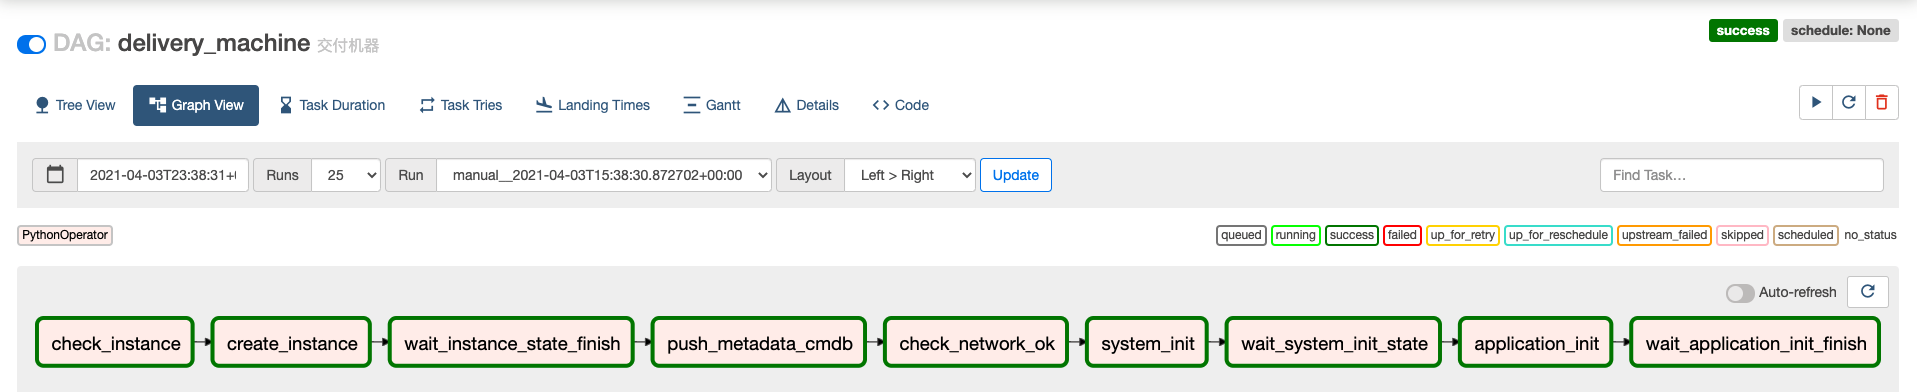 DAG: delivery_machine 交付机器 success schedule: None
Tree View Graph View Task Duration Task Tries Landing Times Gantt Details Code
2021-04-03T23:38:31+ Runs 25 Run manual__2021-04-03T15:38:30.872702+00:00 Layout Left > Right Update Find Task...
PythonOperator queued running success failed up_for_retry up_for_reschedule upstream_failed skipped scheduled no_status
Auto-refresh
check_instance create_instance wait_instance_state_finish push_metadata_cmdb check_network_ok system_init wait_system_init_state application_init wait_application_init_finish